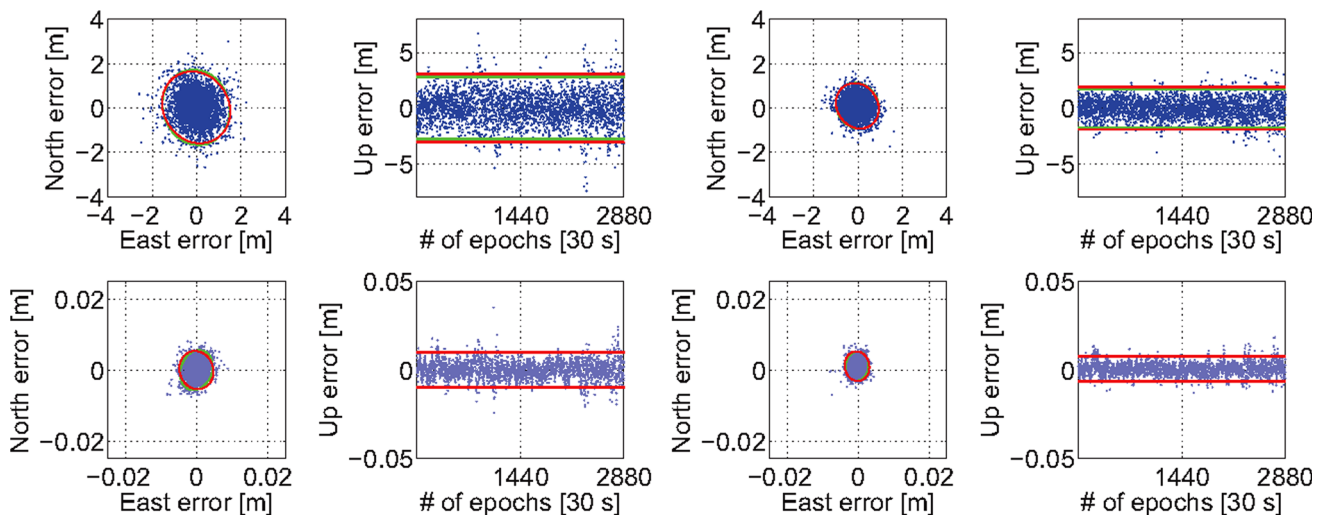 North error [m]
4
2
0
−2
−4
−4 −2 0 2 4
East error [m]
Up error [m]
5
0
−5
1440 2880
# of epochs [30 s]
North error [m]
4
2
0
−2
−4
−4 −2 0 2 4
East error [m]
Up error [m]
5
0
−5
1440 2880
# of epochs [30 s]
North error [m]
0.02
0
−0.02
−0.02 0 0.02
East error [m]
Up error [m]
0.05
0
−0.05
1440 2880
# of epochs [30 s]
North error [m]
0.02
0
−0.02
−0.02 0 0.02
East error [m]
Up error [m]
0.05
0
−0.05
1440 2880
# of epochs [30 s]